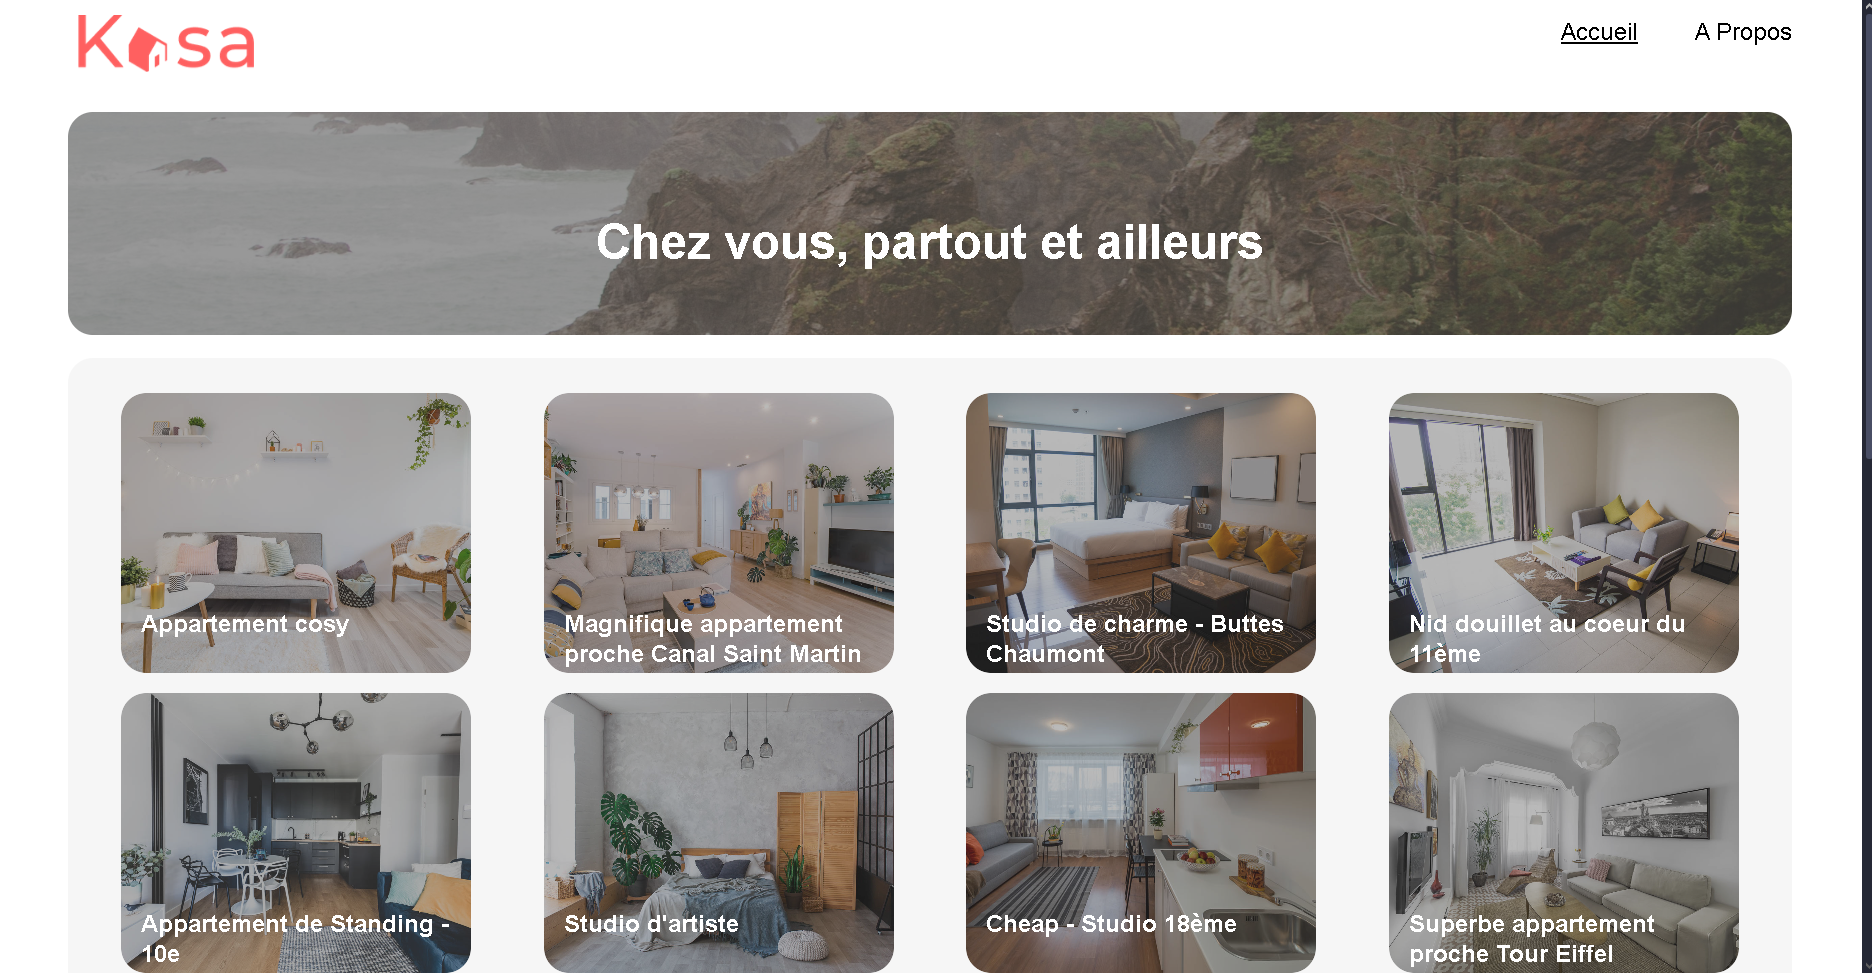 Kasa
Accueil
A Propos
Chez vous, partout et ailleurs
Appartement cosy
Magnifique appartement
proche Canal Saint Martin
Studio de charme - Buttes
Chaumont
Nid douillet au coeur du
11ème
Appartement de Standing -
10e
Studio d'artiste
Cheap - Studio 18ème
Superbe appartement
proche Tour Eiffel